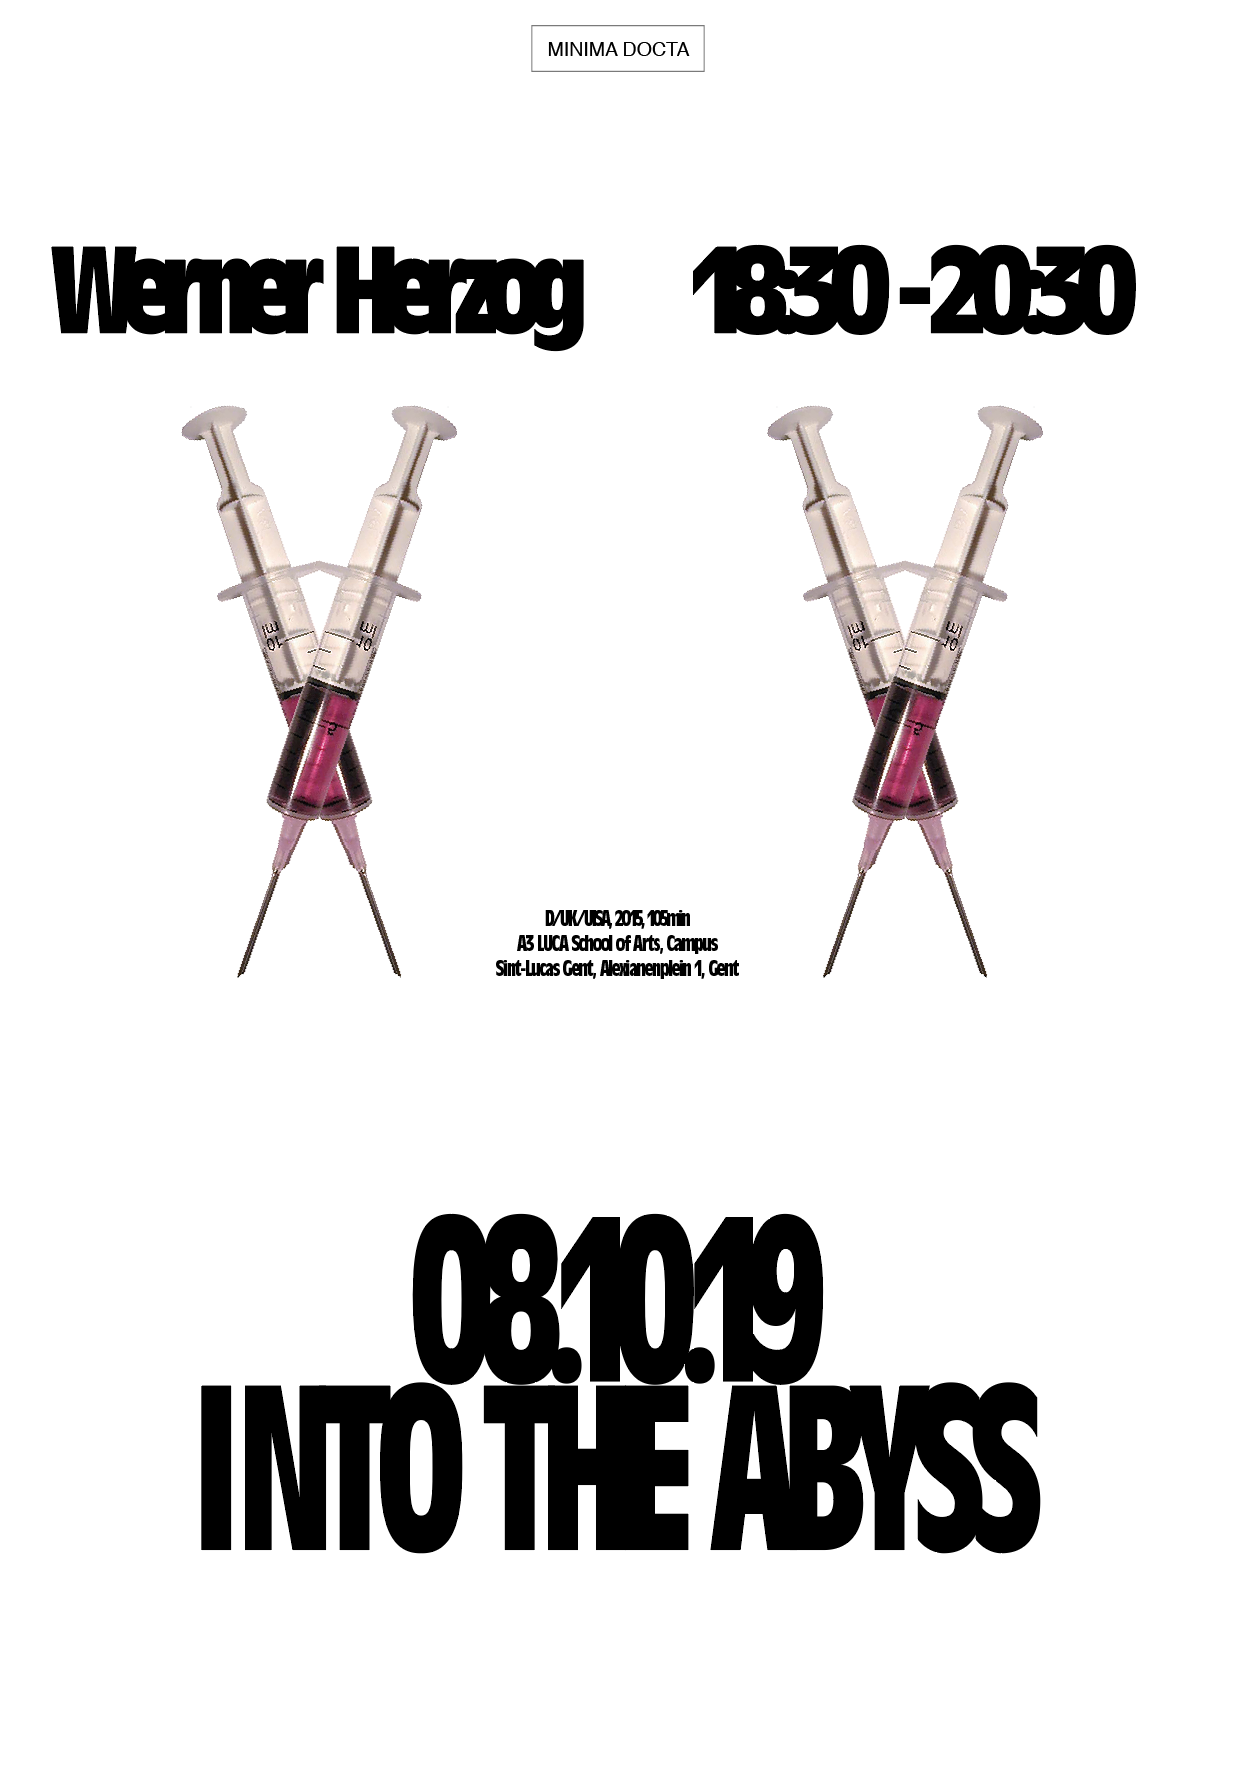 MINIMA DOCTA
Werner Herzog
18:30 - 20:30
10
ml
10
ml
5
10
ml
10
ml
5
D/UK/USA, 2015, 105min
A3 LUCA School of Arts, Campus
Sint-Lucas Gent, Alexianenplein 1, Gent
08.10.19
INTO THE ABYSS